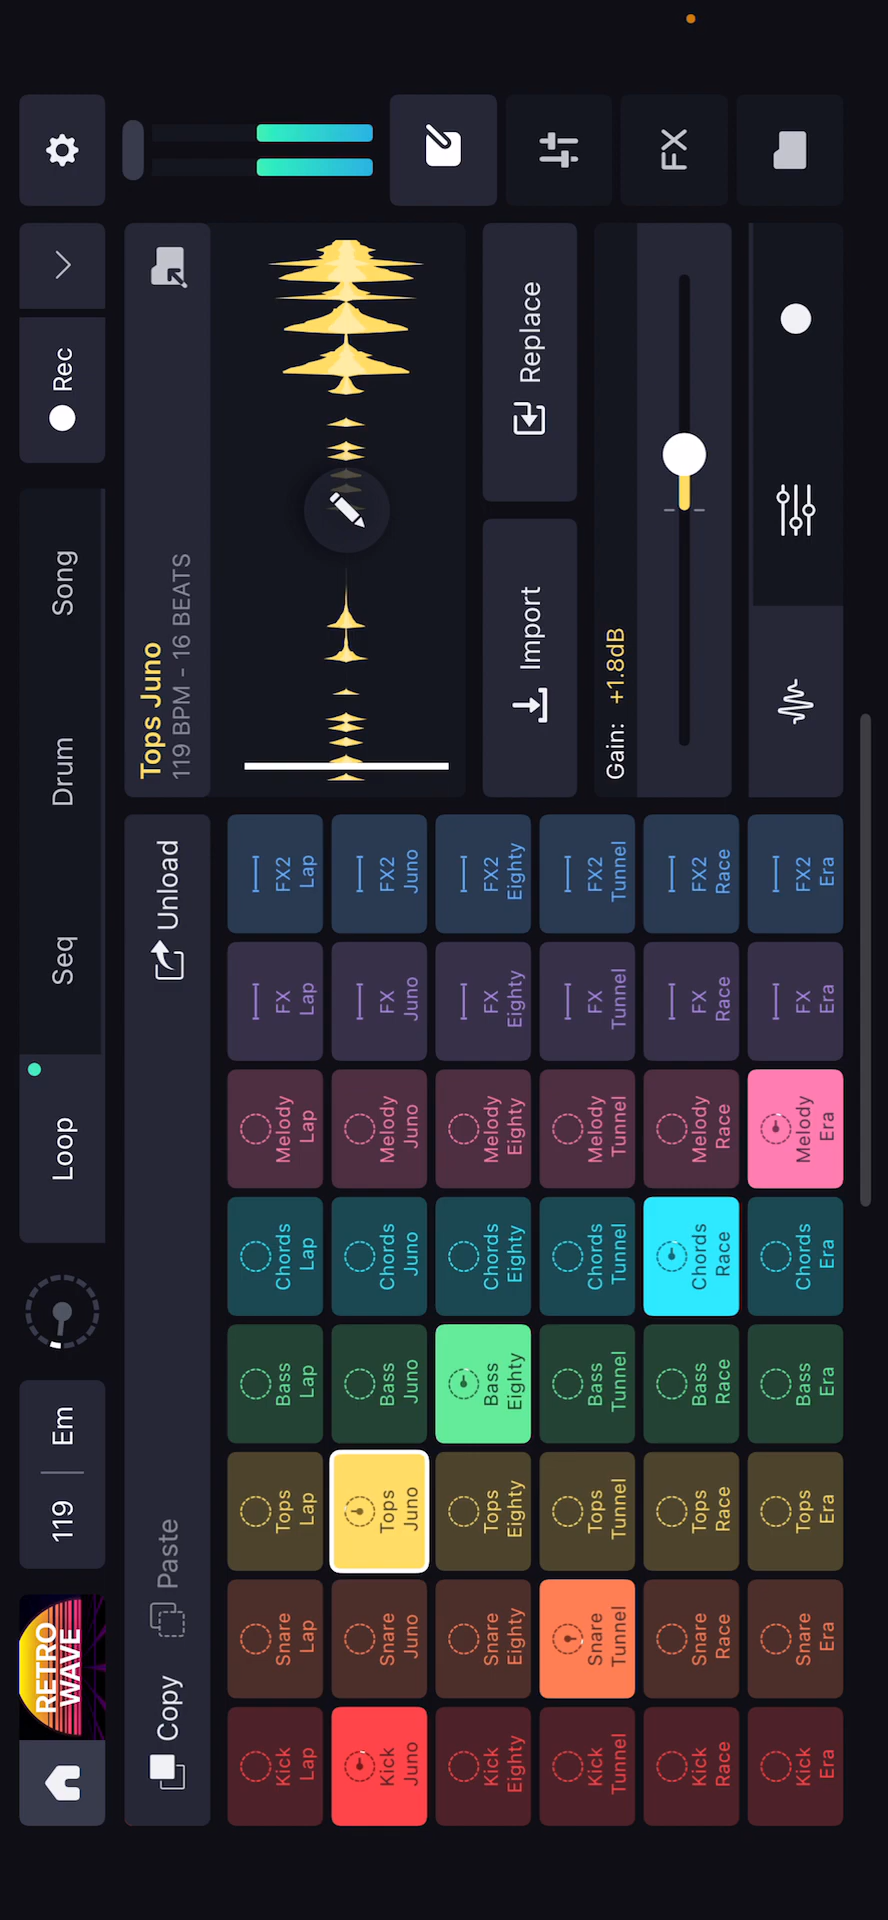 RETRO
WAVE
119 | Em
Loop
Seq
Drum
Song
Rec
Copy
Paste
Unload
Tops Juno
119 BPM - 16 BEATS
FX
Kick Lap
Snare Lap
Tops Lap
Bass Lap
Chords Lap
Melody Lap
FX Lap
FX2 Lap
Kick Juno
Snare Juno
Tops Juno
Bass Juno
Chords Juno
Melody Juno
FX Juno
FX2 Juno
Kick Eighty
Snare Eighty
Tops Eighty
Bass Eighty
Chords Eighty
Melody Eighty
FX Eighty
FX2 Eighty
Kick Tunnel
Snare Tunnel
Tops Tunnel
Bass Tunnel
Chords Tunnel
Melody Tunnel
FX Tunnel
FX2 Tunnel
Kick Race
Snare Race
Tops Race
Bass Race
Chords Race
Melody Race
FX Race
FX2 Race
Kick Era
Snare Era
Tops Era
Bass Era
Chords Era
Melody Era
FX Era
FX2 Era
Import
Replace
Gain: +1.8dB